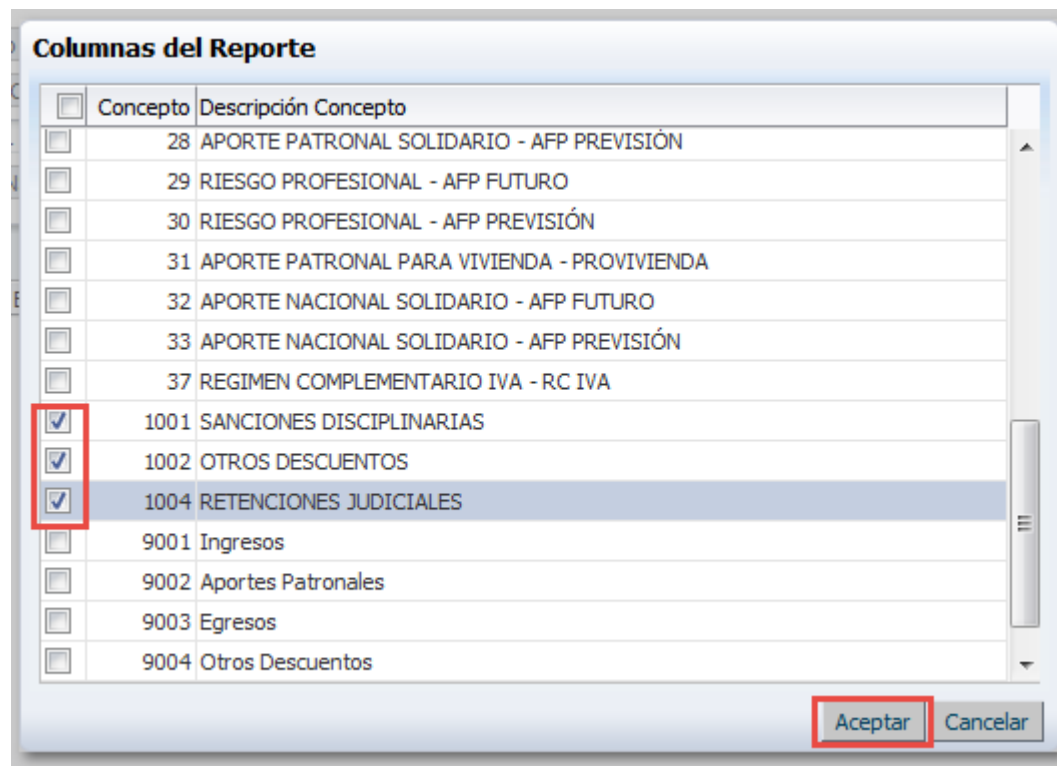 Columnas del Reporte
Concepto Descripción Concepto
28 APORTE PATRONAL SOLIDARIO - AFP PREVISIÓN
29 RIESGO PROFESIONAL - AFP FUTURO
30 RIESGO PROFESIONAL - AFP PREVISIÓN
31 APORTE PATRONAL PARA VIVIENDA - PROVIVIENDA
32 APORTE NACIONAL SOLIDARIO - AFP FUTURO
33 APORTE NACIONAL SOLIDARIO - AFP PREVISIÓN
37 REGIMEN COMPLEMENTARIO IVA - RC IVA
1001 SANCIONES DISCIPLINARIAS
1002 OTROS DESCUENTOS
1004 RETENCIONES JUDICIALES
9001 Ingresos
9002 Aportes Patronales
9003 Egresos
9004 Otros Descuentos
Aceptar Cancelar